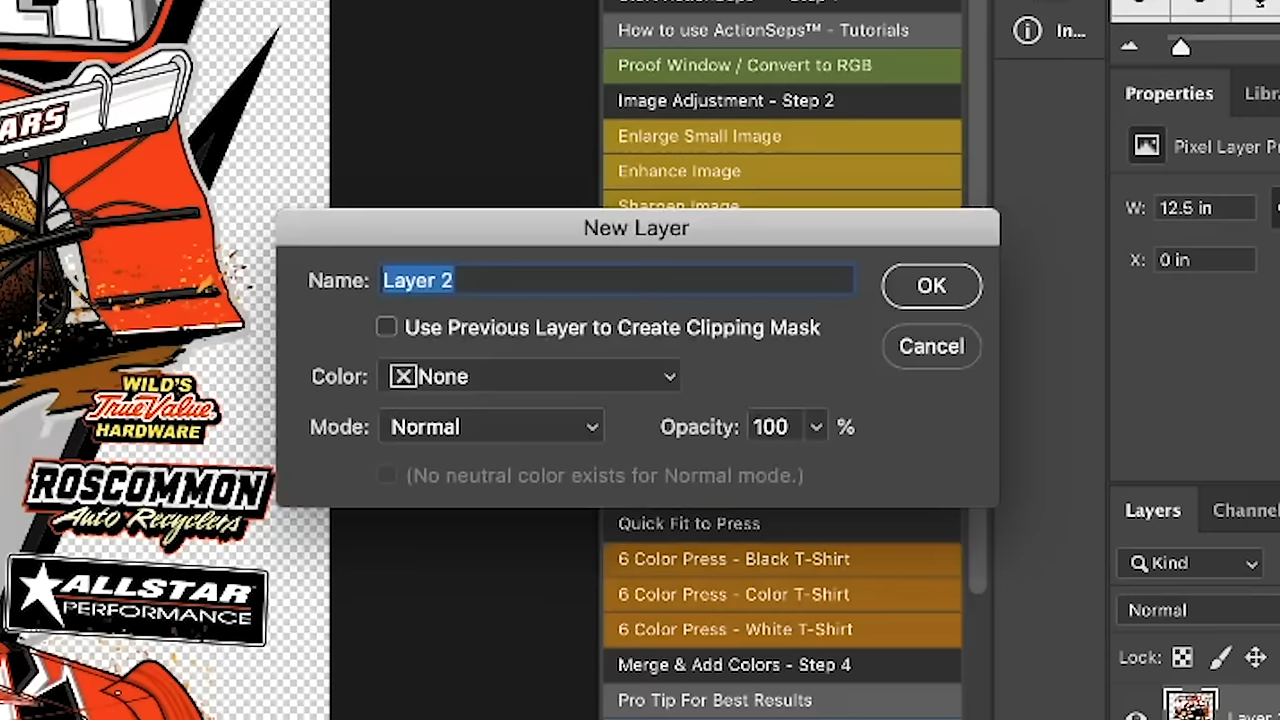 How to use ActionSeps™ - Tutorials
In...
Proof Window / Convert to RGB
Properties
Image Adjustment - Step 2
ARS
Enlarge Small Image
Pixel Layer
Enhance Image
Sharpen Image
W: 12.5 in
New Layer
X: 0 in
Name: Layer 2
OK
Use Previous Layer to Create Clipping Mask
Cancel
Color: None
WILD'S
TrueValue
HARDWARE
Mode: Normal
Opacity: 100 %
(No neutral color exists for Normal mode.)
ROSCOMMON
Auto Recyclers
Layers
Quick Fit to Press
6 Color Press - Black T-Shirt
Kind
ALLSTAR
PERFORMANCE
6 Color Press - Color T-Shirt
Normal
6 Color Press - White T-Shirt
Merge & Add Colors - Step 4
Lock:
Pro Tip For Best Results